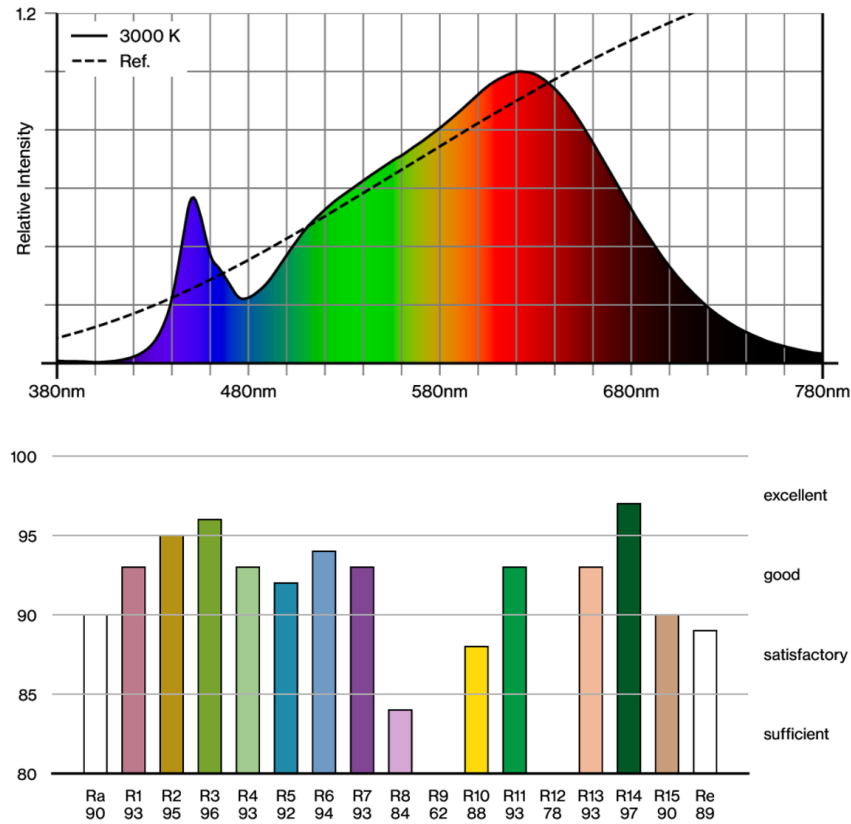 1.2
3000 K
Ref.
Relative Intensity
380nm 480nm 580nm 680nm 780nm
100
excellent
95
good
90
satisfactory
85
sufficient
80
Ra R1 R2 R3 R4 R5 R6 R7 R8 R9 R10 R11 R12 R13 R14 R15 Re
90 93 95 96 93 92 94 93 84 62 88 93 78 93 97 90 89